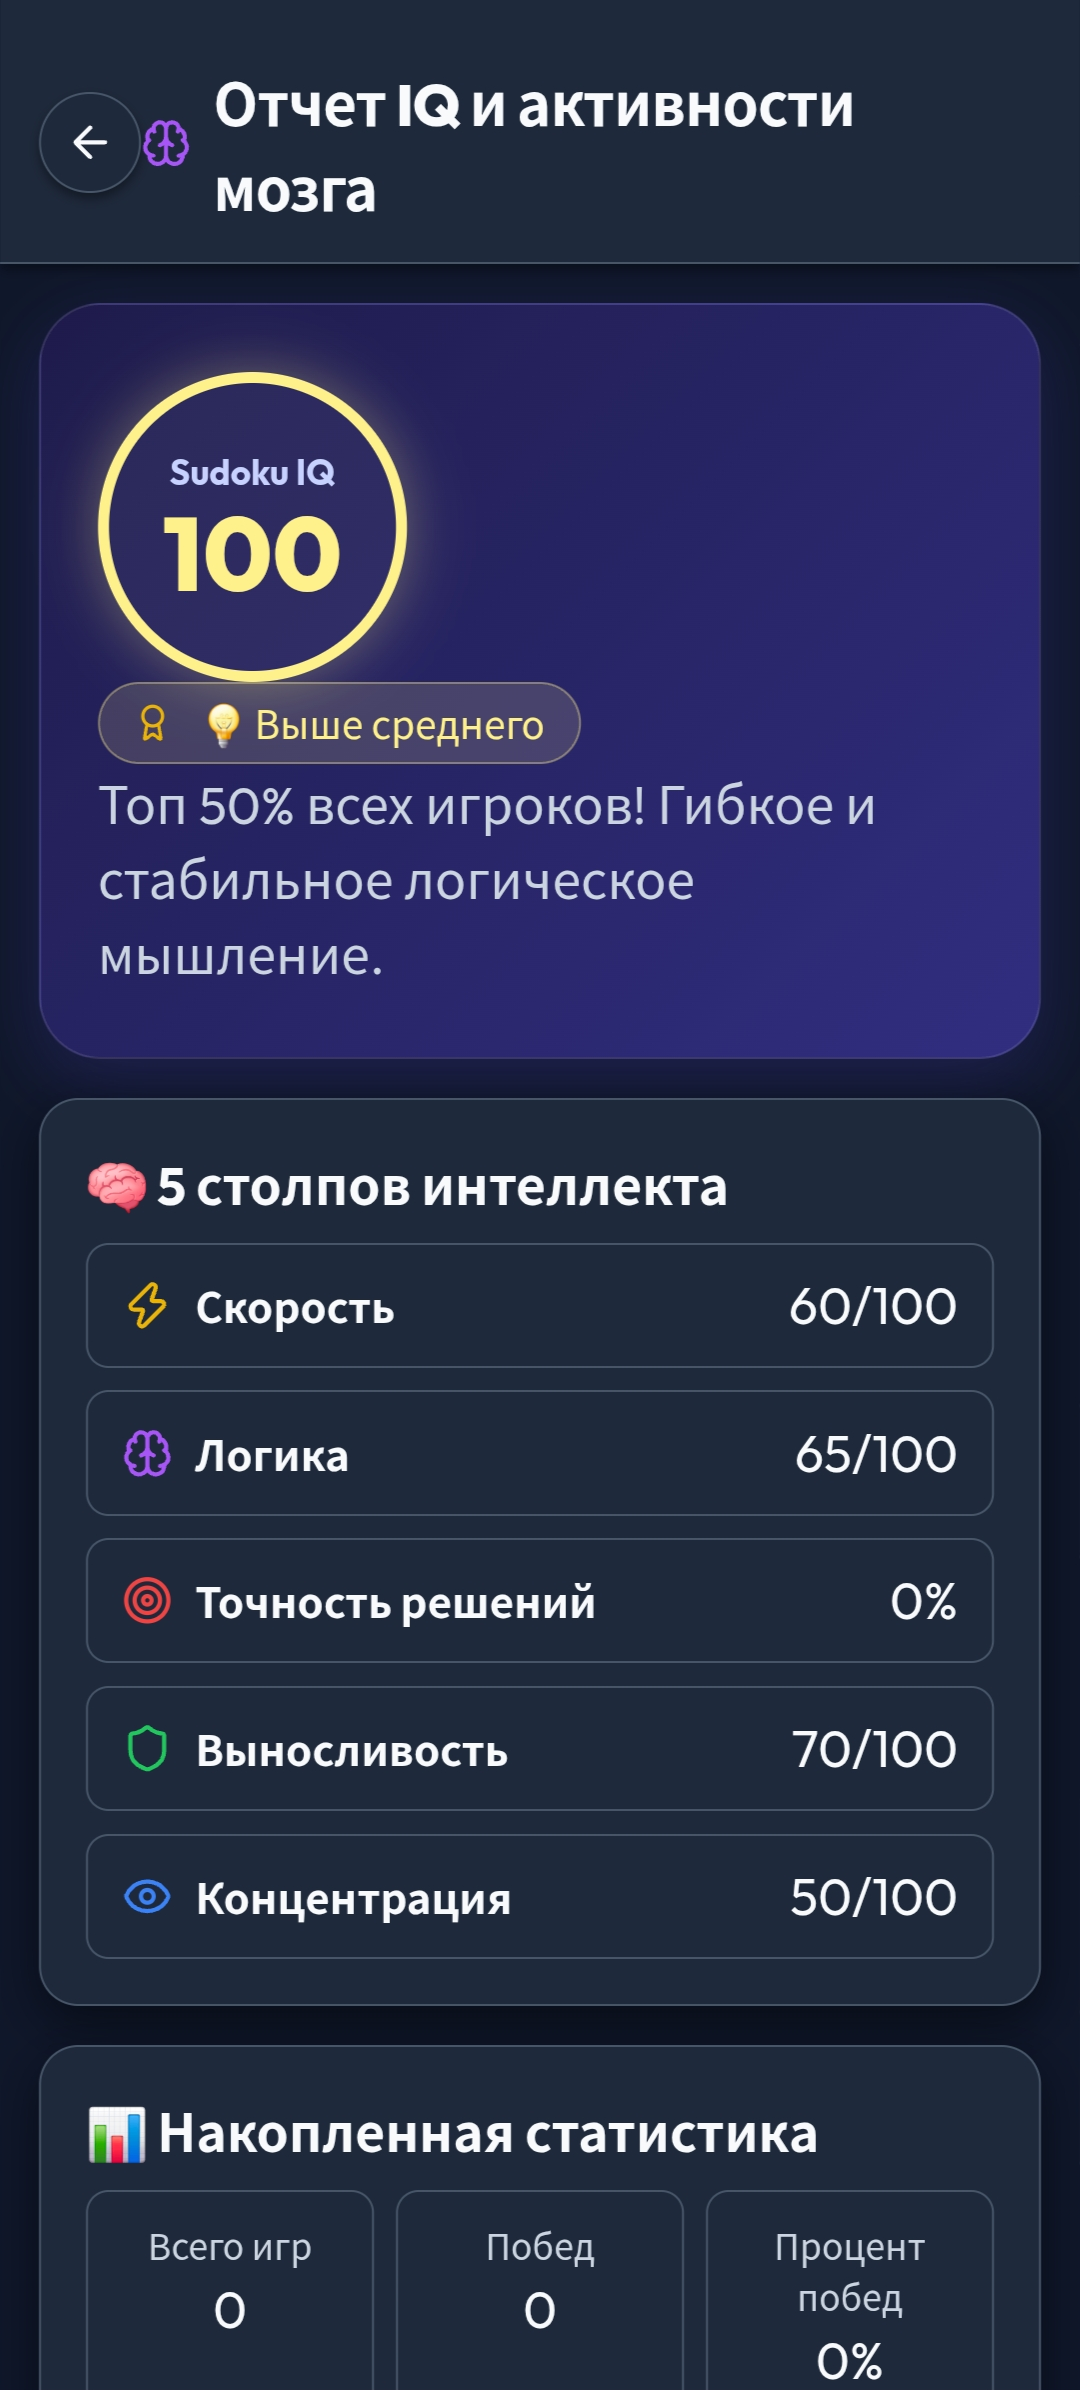 Отчет IQ и активности
мозга
Sudoku IQ
100
💡 Выше среднего
Топ 50% всех игроков! Гибкое и
стабильное логическое
мышление.
🧠 5 столпов интеллекта
Скорость 60/100
Логика 65/100
Точность решений 0%
Выносливость 70/100
Концентрация 50/100
📊 Накопленная статистика
Всего игр
0
Побед
0
Процент
побед
0%